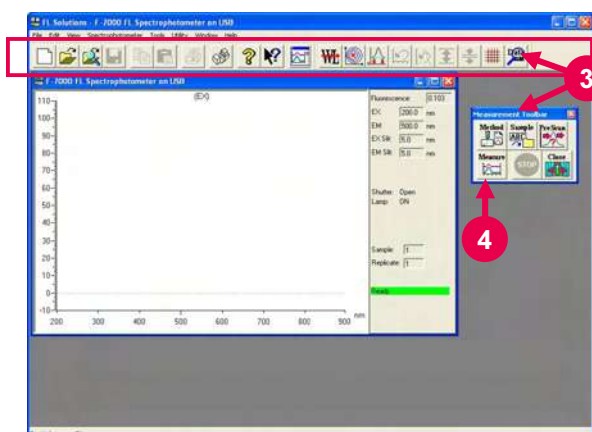 FL Solutions - F-7000 FL Spectrophotometer on USB
File Edit View Spectrophotometer Tools Utility Window Help
WL
3
F-7000 FL Spectrophotometer on USB
(EX)
Fluorescence 0.103
EX 200.0 nm
EM 500.0 nm
EX Slit 5.0 nm
EM Slit 5.0 nm
Shutter: Open
Lamp: ON
Sample: 1
Replicate: 1
Ready
110
100
90
80
70
60
50
40
30
20
10
0
-10
200 300 400 500 600 700 800 900 nm
Measurement Toolbar
Method Sample PreScan
ABC
Measure STOP Close
4